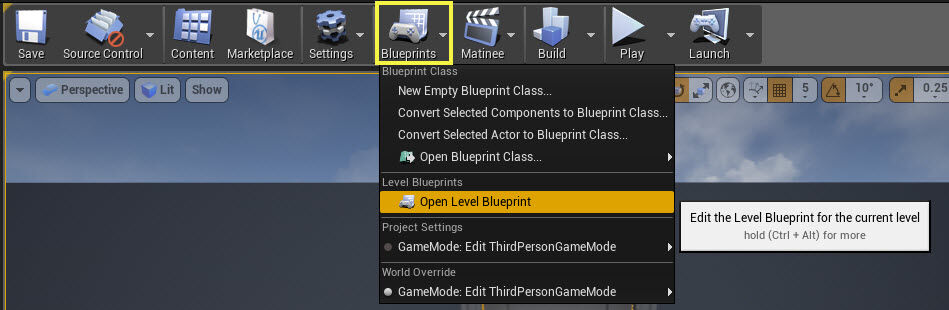 Save Source Control Content Marketplace Settings Blueprints Matinee Build Play Launch
Perspective Lit Show 5 10° 0.25
Blueprint Class
New Empty Blueprint Class...
Convert Selected Components to Blueprint Class...
Convert Selected Actor to Blueprint Class...
Open Blueprint Class...
Level Blueprints
Open Level Blueprint
Edit the Level Blueprint for the current level
hold (Ctrl + Alt) for more
Project Settings
GameMode: Edit ThirdPersonGameMode
World Override
GameMode: Edit ThirdPersonGameMode